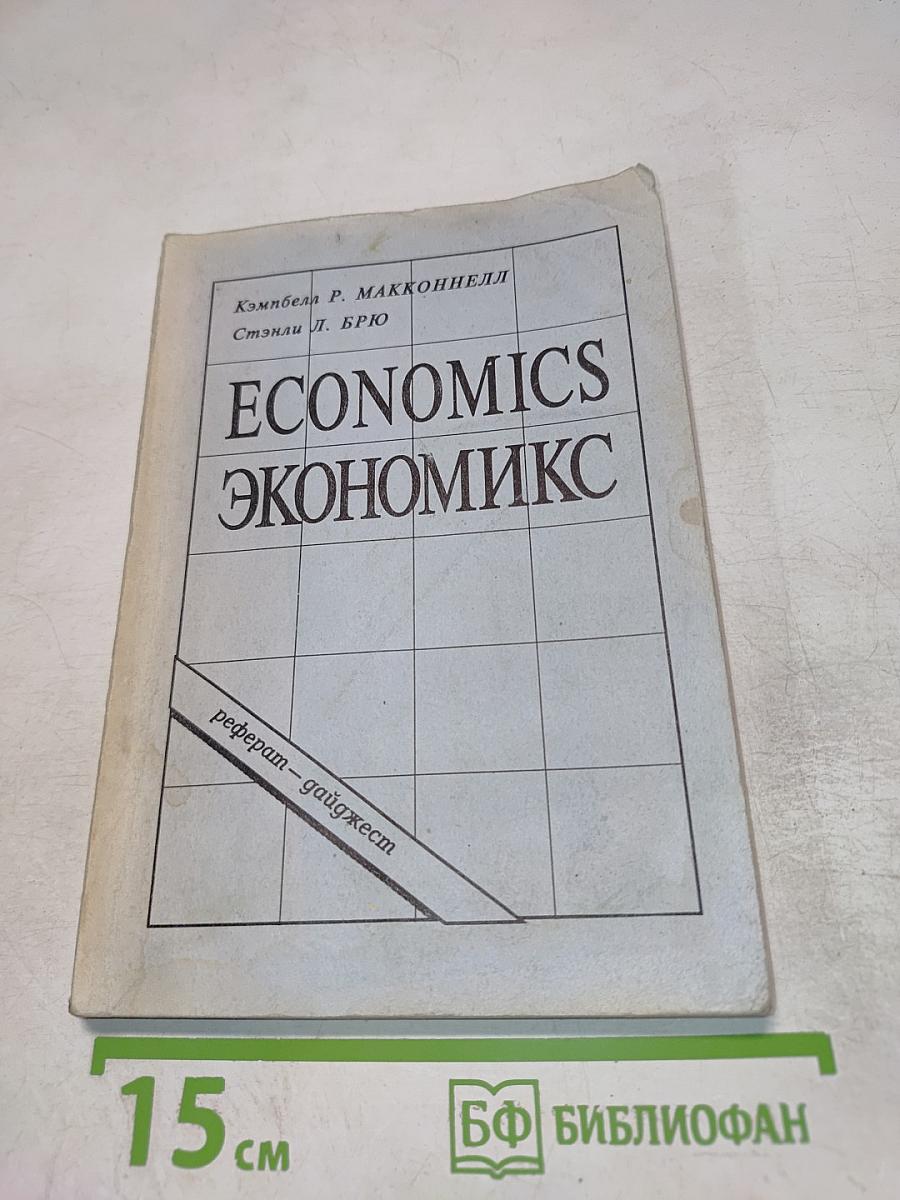 Кэмпбелл Р. МАККОННЕЛЛ
Стэнли Л. БРЮ
ECONOMICS
ЭКОНОМИКС
реферат — дайджест
15 см
БФ БИБЛИОФАН